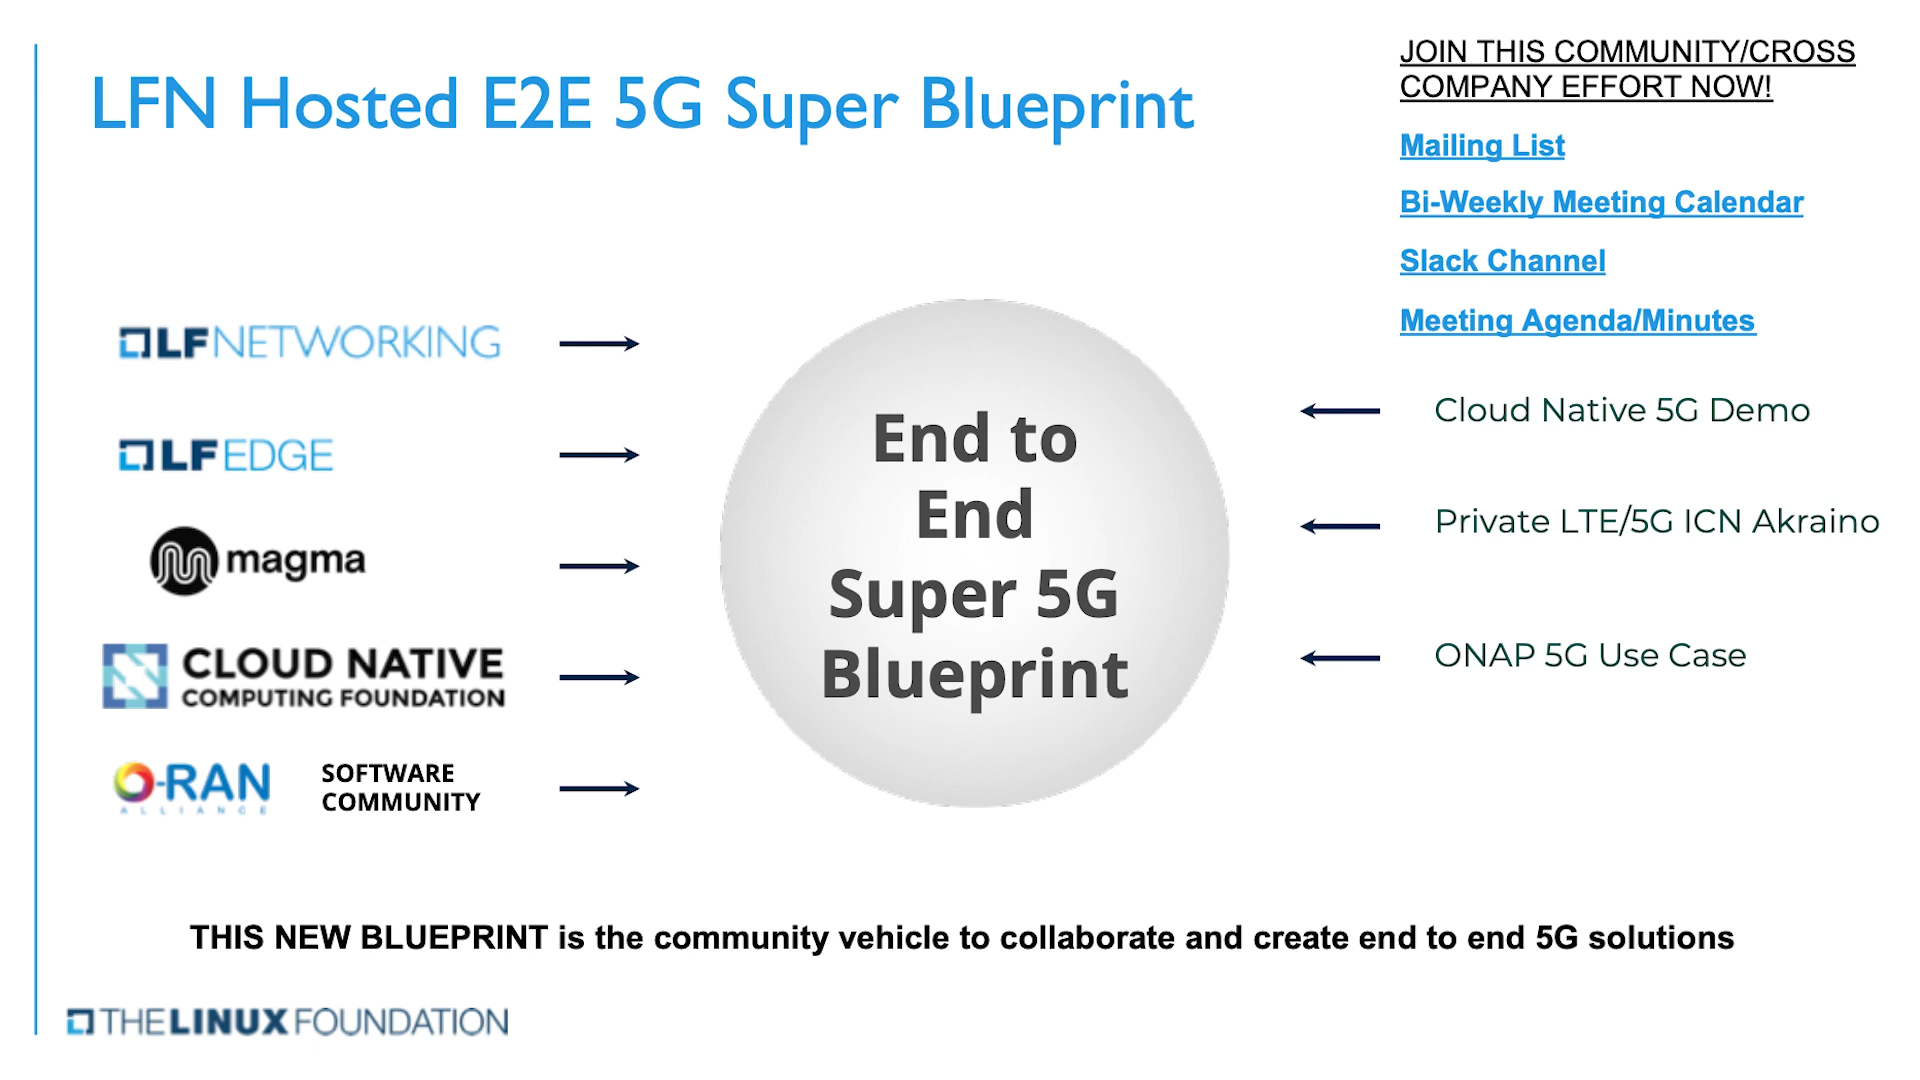 LFN Hosted E2E 5G Super Blueprint
JOIN THIS COMMUNITY/CROSS
COMPANY EFFORT NOW!
Mailing List
Bi-Weekly Meeting Calendar
Slack Channel
Meeting Agenda/Minutes
LFNETWORKING
LFEDGE
magma
CLOUD NATIVE
COMPUTING FOUNDATION
O-RAN
ALLIANCE
SOFTWARE
COMMUNITY
End to
End
Super 5G
Blueprint
Cloud Native 5G Demo
Private LTE/5G ICN Akraino
ONAP 5G Use Case
THIS NEW BLUEPRINT is the community vehicle to collaborate and create end to end 5G solutions
THELINUXFOUNDATION